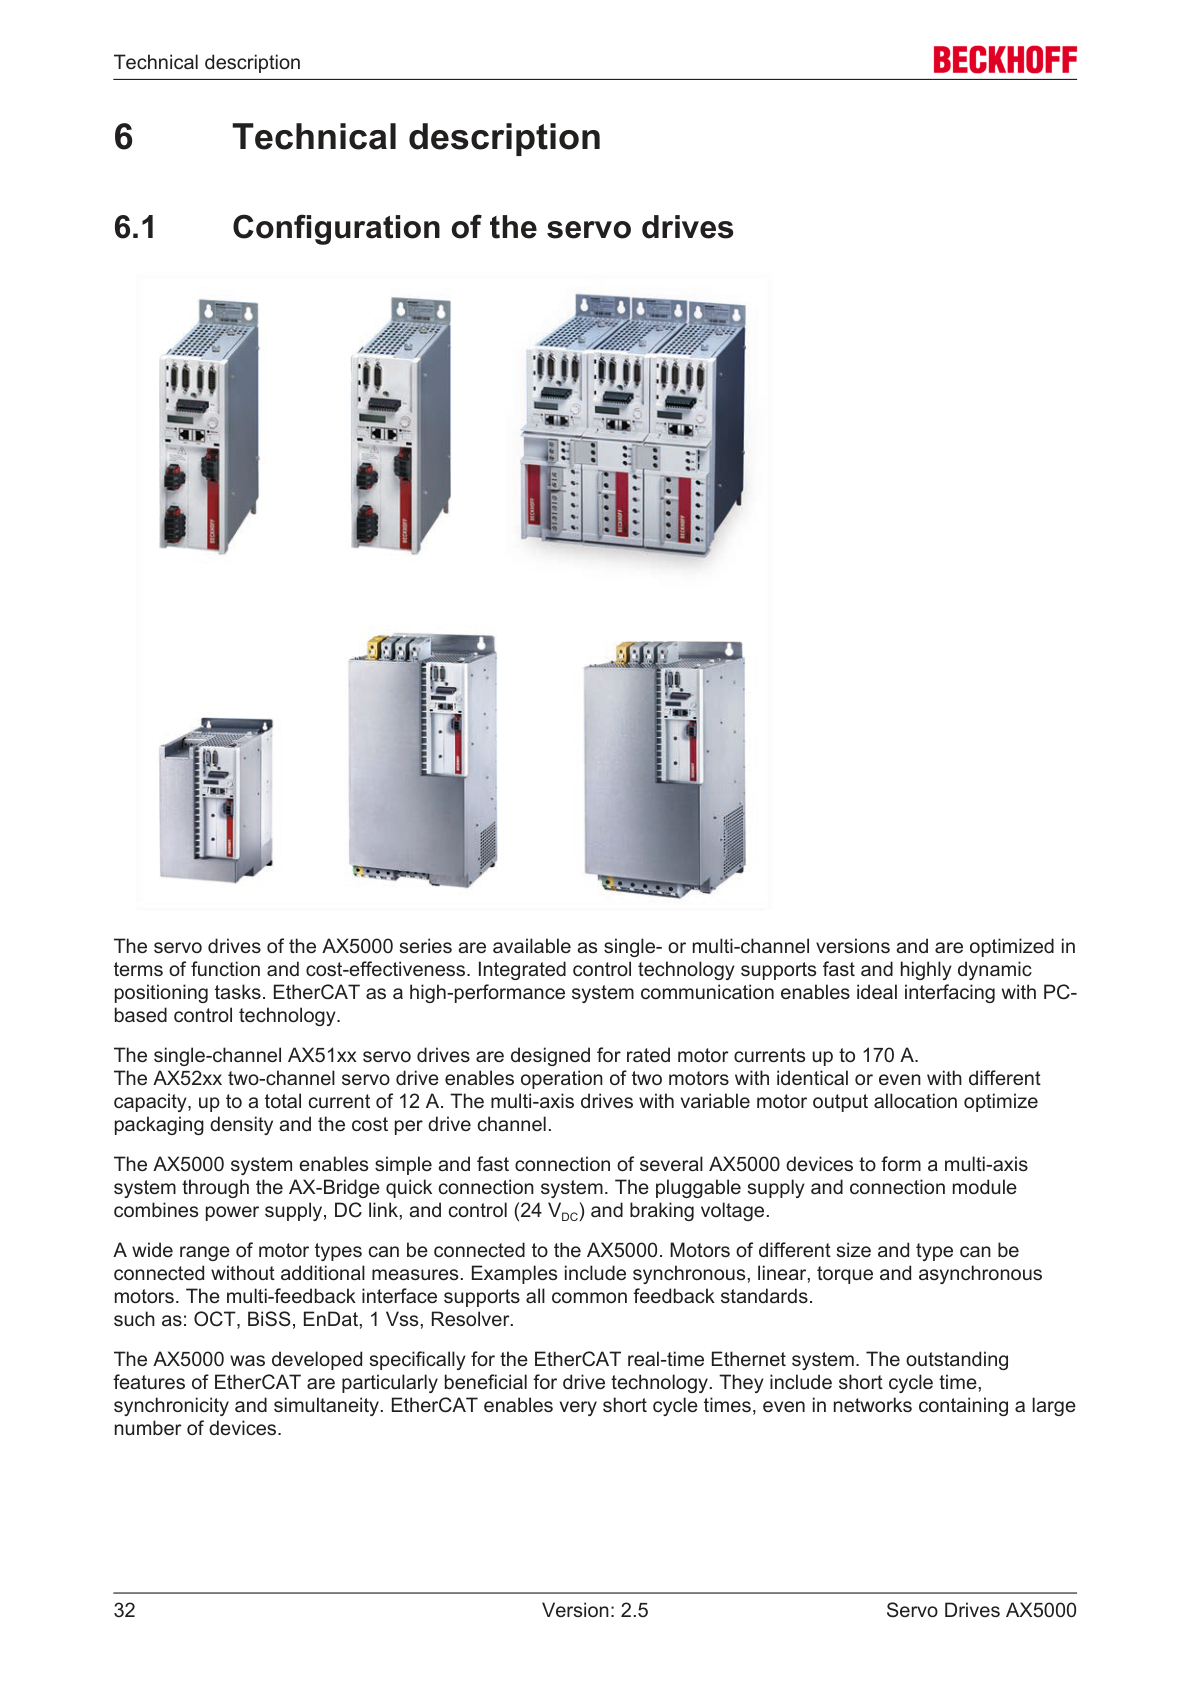 Technical description
BECKHOFF
6 Technical description
6.1 Configuration of the servo drives
BECKHOFF
BECKHOFF
BECKHOFF
BECKHOFF
BECKHOFF
BECKHOFF
BECKHOFF
BECKHOFF
The servo drives of the AX5000 series are available as single- or multi-channel versions and are optimized in
terms of function and cost-effectiveness. Integrated control technology supports fast and highly dynamic
positioning tasks. EtherCAT as a high-performance system communication enables ideal interfacing with PC-
based control technology.
The single-channel AX51xx servo drives are designed for rated motor currents up to 170 A.
The AX52xx two-channel servo drive enables operation of two motors with identical or even with different
capacity, up to a total current of 12 A. The multi-axis drives with variable motor output allocation optimize
packaging density and the cost per drive channel.
The AX5000 system enables simple and fast connection of several AX5000 devices to form a multi-axis
system through the AX-Bridge quick connection system. The pluggable supply and connection module
combines power supply, DC link, and control (24 VDC) and braking voltage.
A wide range of motor types can be connected to the AX5000. Motors of different size and type can be
connected without additional measures. Examples include synchronous, linear, torque and asynchronous
motors. The multi-feedback interface supports all common feedback standards.
such as: OCT, BiSS, EnDat, 1 Vss, Resolver.
The AX5000 was developed specifically for the EtherCAT real-time Ethernet system. The outstanding
features of EtherCAT are particularly beneficial for drive technology. They include short cycle time,
synchronicity and simultaneity. EtherCAT enables very short cycle times, even in networks containing a large
number of devices.
32 Version: 2.5 Servo Drives AX5000